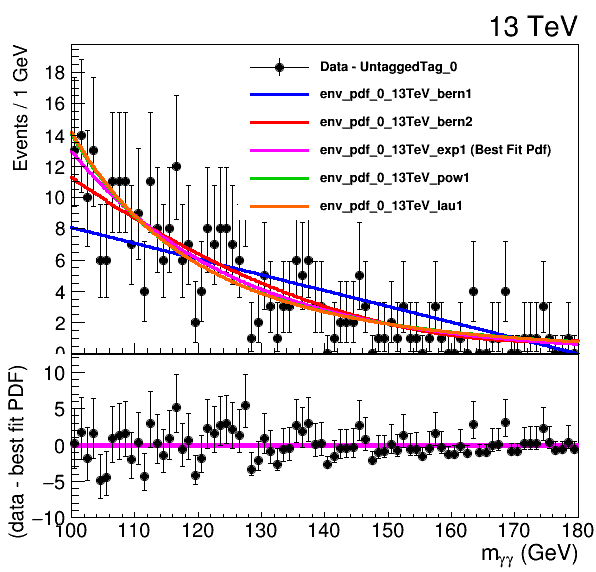 13 TeV
Events / 1 GeV
18
16
14
12
10
8
6
4
2
0
Data - UntaggedTag_0
env_pdf_0_13TeV_bern1
env_pdf_0_13TeV_bern2
env_pdf_0_13TeV_exp1 (Best Fit Pdf)
env_pdf_0_13TeV_pow1
env_pdf_0_13TeV_lau1
(data - best fit PDF)
10
5
0
−5
−10
100 110 120 130 140 150 160 170 180
mγγ (GeV)